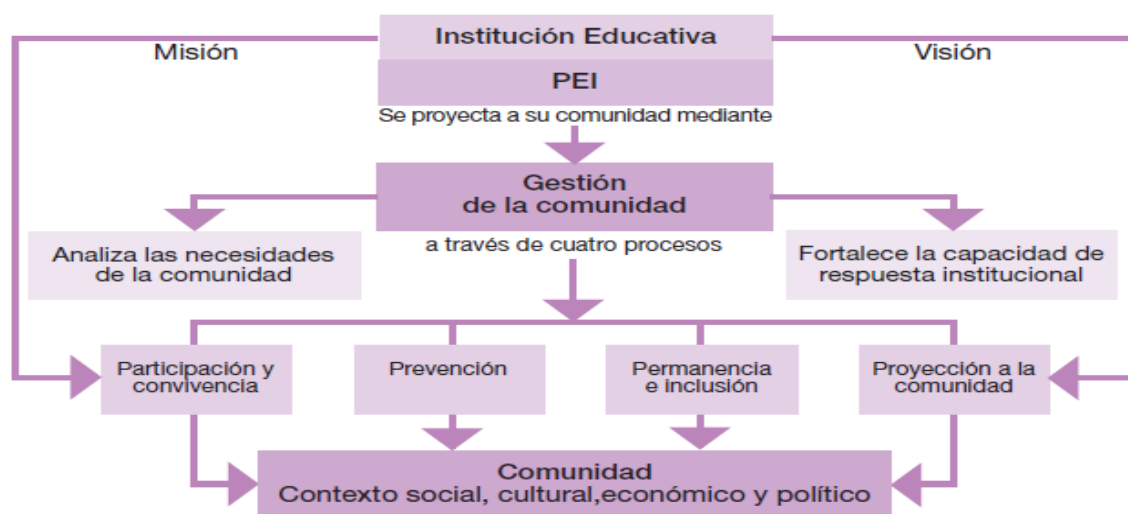 Institución Educativa
Misión
Visión
PEI
Se proyecta a su comunidad mediante
Gestión
de la comunidad
Analiza las necesidades
de la comunidad
a través de cuatro procesos
Fortalece la capacidad de
respuesta institucional
Participación y
convivencia
Prevención
Permanencia
e inclusión
Proyección a la
comunidad
Comunidad
Contexto social, cultural,económico y político